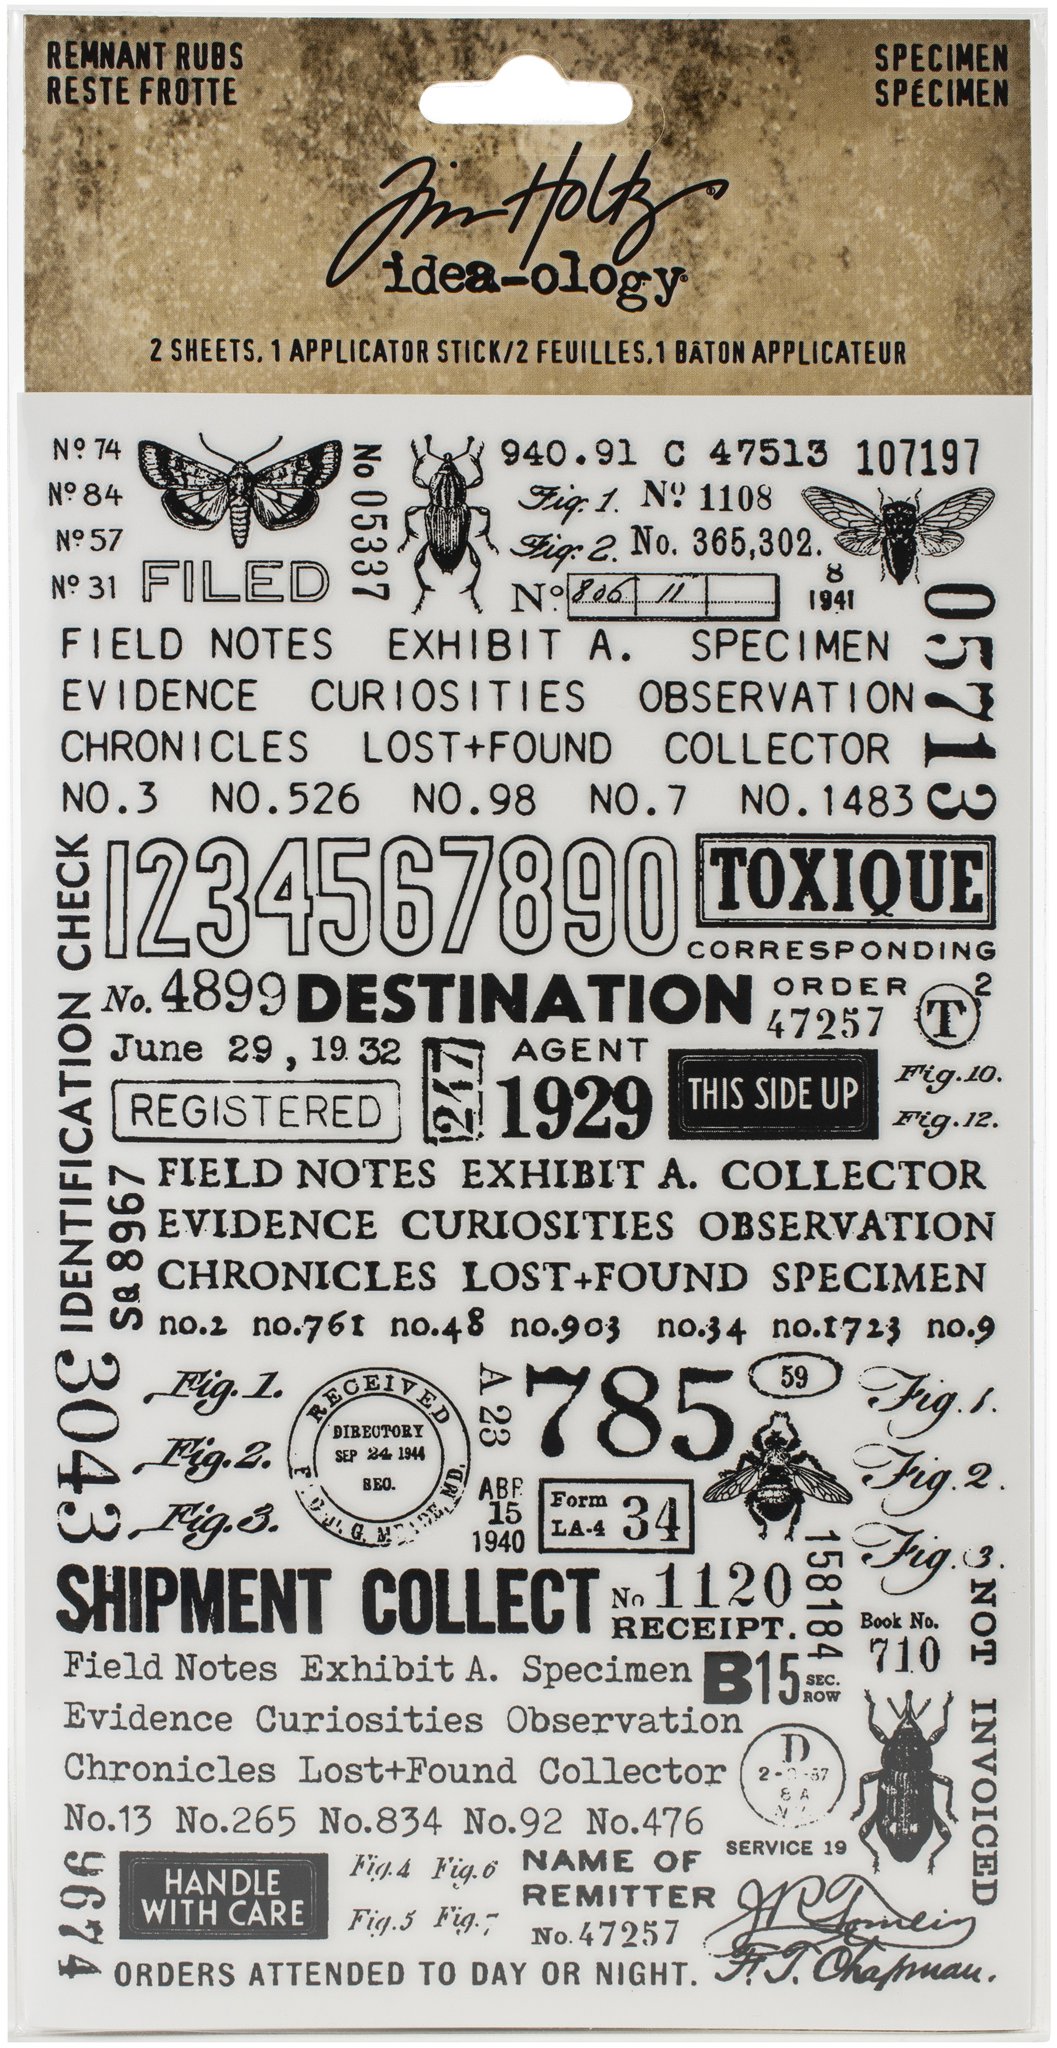 REMNANT RUBS
RESTE FROTTE
SPECIMEN
SPÉCIMEN
Tim Holtz
idea-ology
2 SHEETS, 1 APPLICATOR STICK/2 FEUILLES,1 BÂTON APPLICATEUR
Nº 74
Nº 84
Nº 57
Nº 31
FILED
No 05337
940.91 C 47513
107197
Fig. 1. Nº 1108
Fig. 2. No. 365,302.
Nº 806 11
8
1941
05713
FIELD NOTES EXHIBIT A. SPECIMEN
EVIDENCE CURIOSITIES OBSERVATION
CHRONICLES LOST+FOUND COLLECTOR
NO.3 NO.526 NO.98 NO.7 NO.1483
IDENTIFICATION CHECK
1234567890
TOXIQUE
CORRESPONDING
No. 4899
DESTINATION
ORDER
47257
T 2
June 29, 1932
REGISTERED
247
AGENT
1929
THIS SIDE UP
Fig. 10.
Fig. 12.
Sa 8967
FIELD NOTES EXHIBIT A. COLLECTOR
EVIDENCE CURIOSITIES OBSERVATION
CHRONICLES LOST+FOUND SPECIMEN
no.2 no.761 no.48 no.903 no.34 no.1723 no.9
3043
Fig. 1.
Fig. 2.
Fig. 3.
RECEIVED
DIRECTORY
SEP 24 1944
SEO.
MD.
A 23
785
59
APR
15
1940
Form
LA-4
34
Fig. 1.
Fig. 2.
Fig. 3.
158184
SHIPMENT COLLECT
No 1120
RECEIPT.
Book No.
710
NOT INVOICED
Field Notes Exhibit A. Specimen
B15 SEC.
ROW
Evidence Curiosities Observation
Chronicles Lost+Found Collector
No.13 No.265 No.834 No.92 No.476
D
SERVICE 19
9674
HANDLE
WITH CARE
Fig.4 Fig.6
Fig.5 Fig.7
NAME OF
REMITTER
No. 47257
F. T. Chapman.
ORDERS ATTENDED TO DAY OR NIGHT.